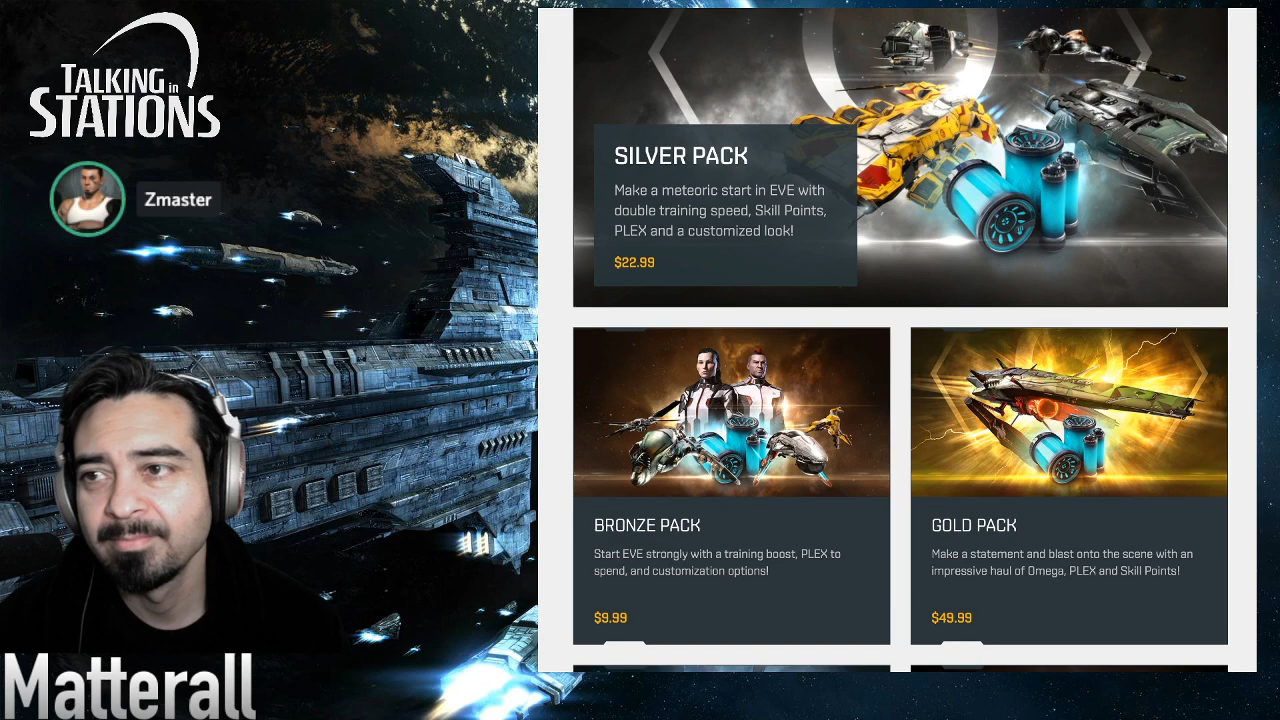 TALKING in
STATIONS
Zmaster
Matterall
SILVER PACK
Make a meteoric start in EVE with
double training speed, Skill Points,
PLEX and a customized look!
$22.99
BRONZE PACK
Start EVE strongly with a training boost, PLEX to
spend, and customization options!
$9.99
GOLD PACK
Make a statement and blast onto the scene with an
impressive haul of Omega, PLEX and Skill Points!
$49.99